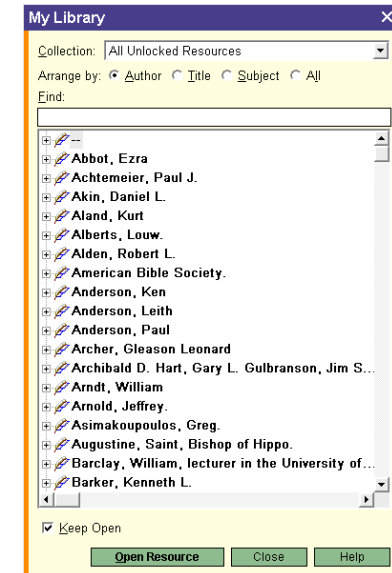 My Library
Collection: All Unlocked Resources
Arrange by: Author Title Subject All
Find:
--
Abbot, Ezra
Achtemeier, Paul J.
Akin, Daniel L.
Aland, Kurt
Alberts, Louw.
Alden, Robert L.
American Bible Society.
Anderson, Ken
Anderson, Leith
Anderson, Paul
Archer, Gleason Leonard
Archibald D. Hart, Gary L. Gulbranson, Jim S...
Arndt, William
Arnold, Jeffrey.
Asimakoupoulos, Greg.
Augustine, Saint, Bishop of Hippo.
Barclay, William, lecturer in the University of...
Barker, Kenneth L.
Keep Open
Open Resource Close Help